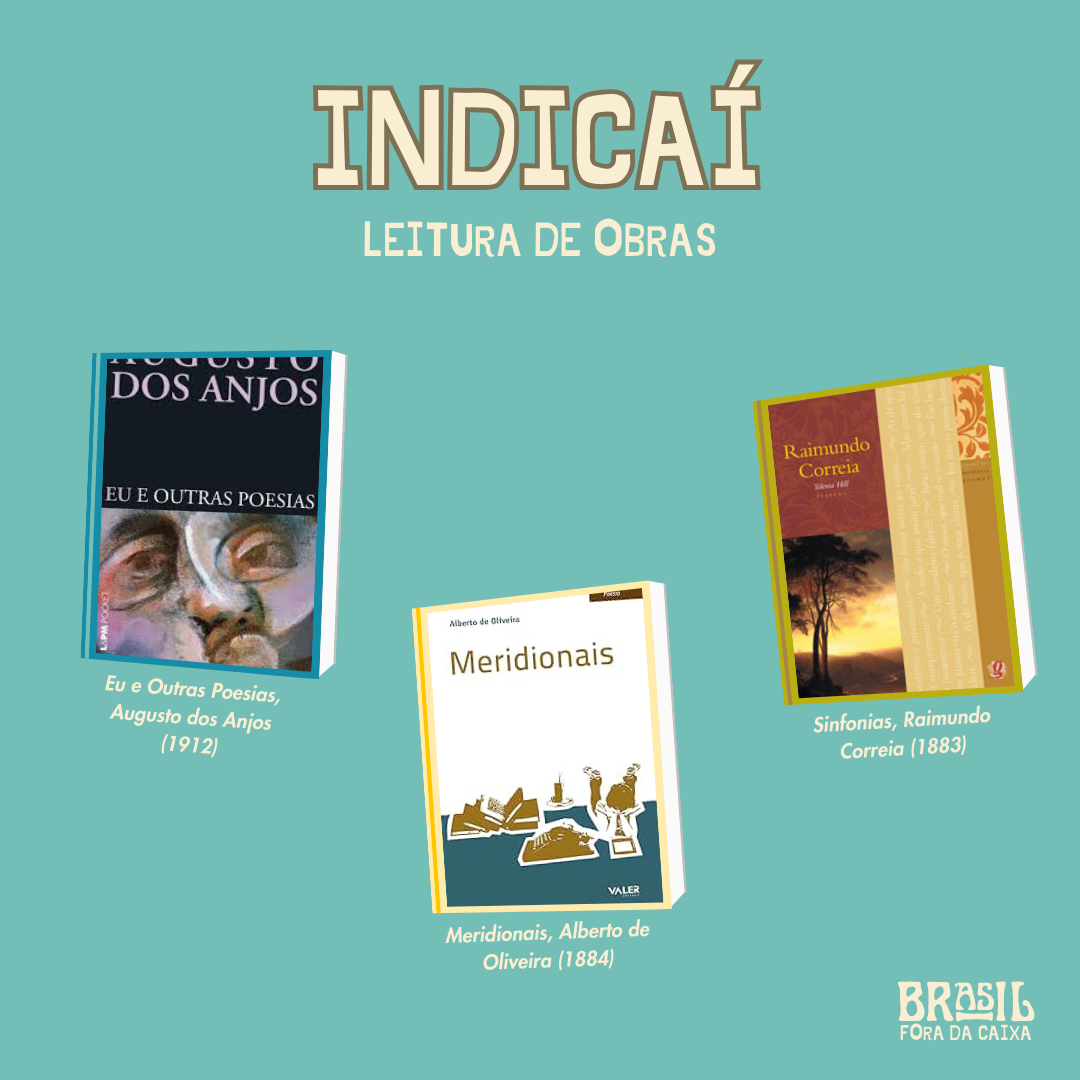 INDICAÍ
LEITURA DE OBRAS
AUGUSTO
DOS ANJOS
EU E OUTRAS POESIAS
L&PM POCKET
Eu e Outras Poesias,
Augusto dos Anjos
(1912)
Poesia
Alberto de Oliveira
Meridionais
VALER
Meridionais, Alberto de
Oliveira (1884)
Raimundo
Correia
Telenia Hill
Sinfonias, Raimundo
Correia (1883)
BRASIL
FORA DA CAIXA